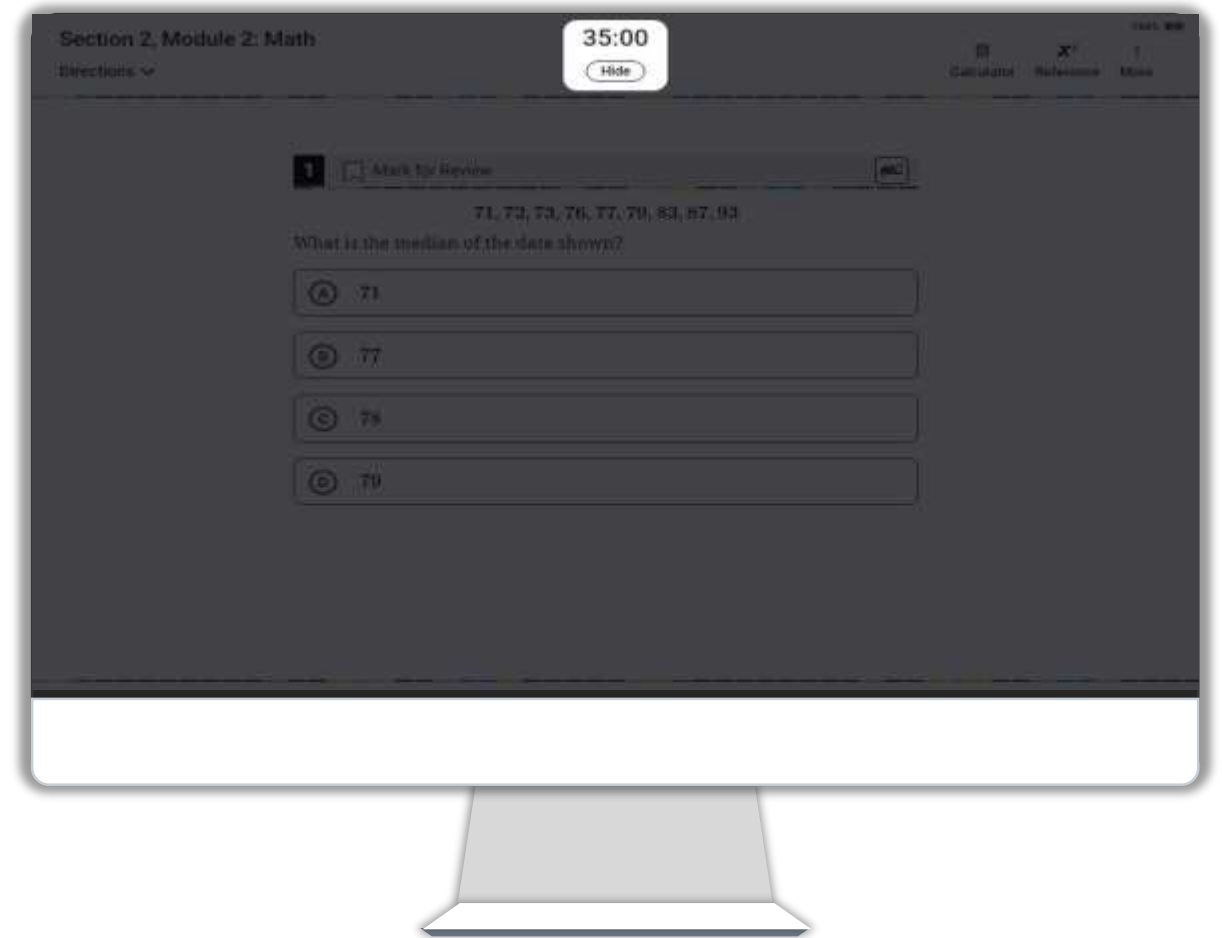 Section 2, Module 2: Math
Directions
35:00
Hide
100%
Calculator
Reference
More
1
Mark for Review
71, 72, 73, 76, 77, 79, 83, 87, 93
What is the median of the data shown?
A 71
B 77
C 78
D 79